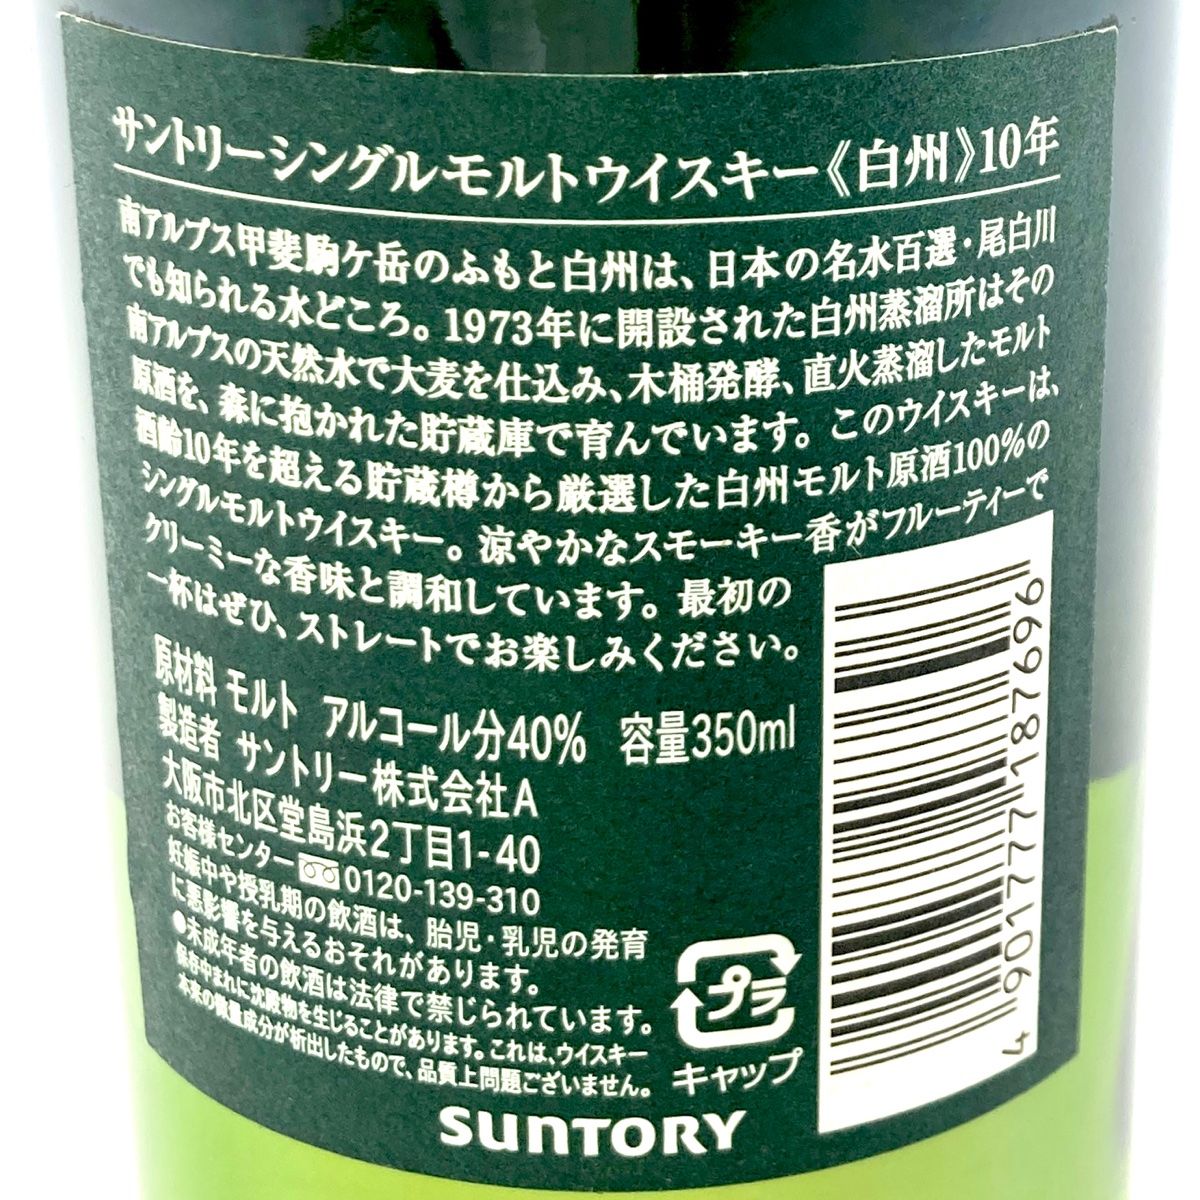 サントリーシングルモルトウイスキー《白州》10年
南アルプス甲斐駒ケ岳のふもと白州は、日本の名水百選・尾白川
でも知られる水どころ。1973年に開設された白州蒸溜所はその
南アルプスの天然水で大麦を仕込み、木桶発酵、直火蒸溜したモルト
原酒を、森に抱かれた貯蔵庫で育んでいます。このウイスキーは、
酒齢10年を超える貯蔵樽から厳選した白州モルト原酒100%の
シングルモルトウイスキー。涼やかなスモーキー香がフルーティーで
クリーミーな香味と調和しています。最初の
一杯はぜひ、ストレートでお楽しみください。
原材料 モルト アルコール分40% 容量350ml
製造者 サントリー株式会社A
大阪市北区堂島浜2丁目1-40
お客様センター 0120-139-310
妊娠中や授乳期の飲酒は、胎児・乳児の発育
に悪影響を与えるおそれがあります。
●未成年者の飲酒は法律で禁じられています。
保存中まれに沈殿物を生じることがあります。これは、ウイスキー
本来の微量成分が析出したもので、品質上問題ございません。
プラ
キャップ
4 901777 187696
SUNTORY